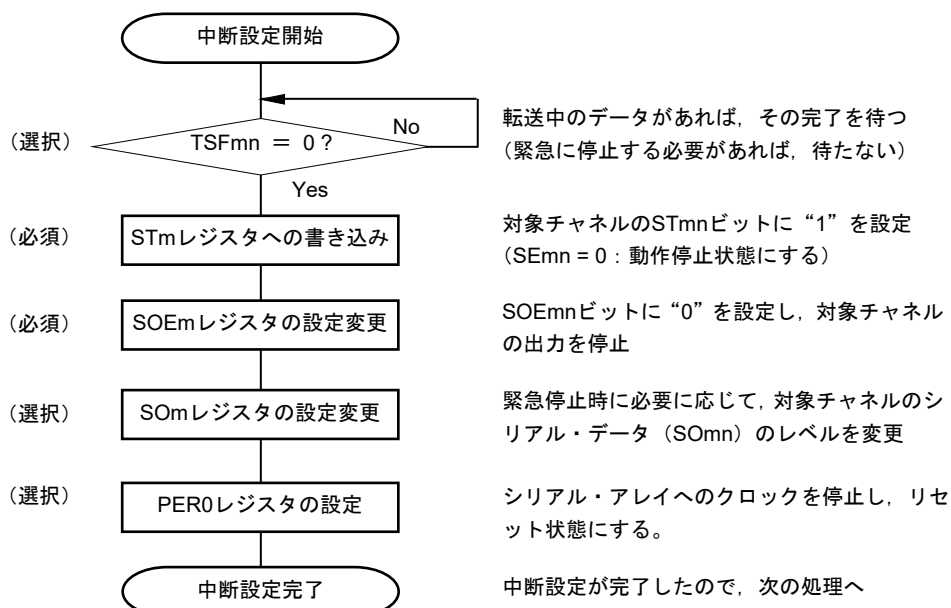 中断設定開始
(選択)
TSFmn = 0?
No
Yes
転送中のデータがあれば,その完了を待つ
(緊急に停止する必要があれば,待たない)
(必須)
STmレジスタへの書き込み
対象チャネルのSTmnビットに“1”を設定
(SEmn = 0:動作停止状態にする)
(必須)
SOEmレジスタの設定変更
SOEmnビットに“0”を設定し,対象チャネル
の出力を停止
(選択)
SOmレジスタの設定変更
緊急停止時に必要に応じて,対象チャネルのシ
リアル・データ(SOmn)のレベルを変更
(選択)
PER0レジスタの設定
シリアル・アレイへのクロックを停止し,リセ
ット状態にする。
中断設定完了
中断設定が完了したので,次の処理へ